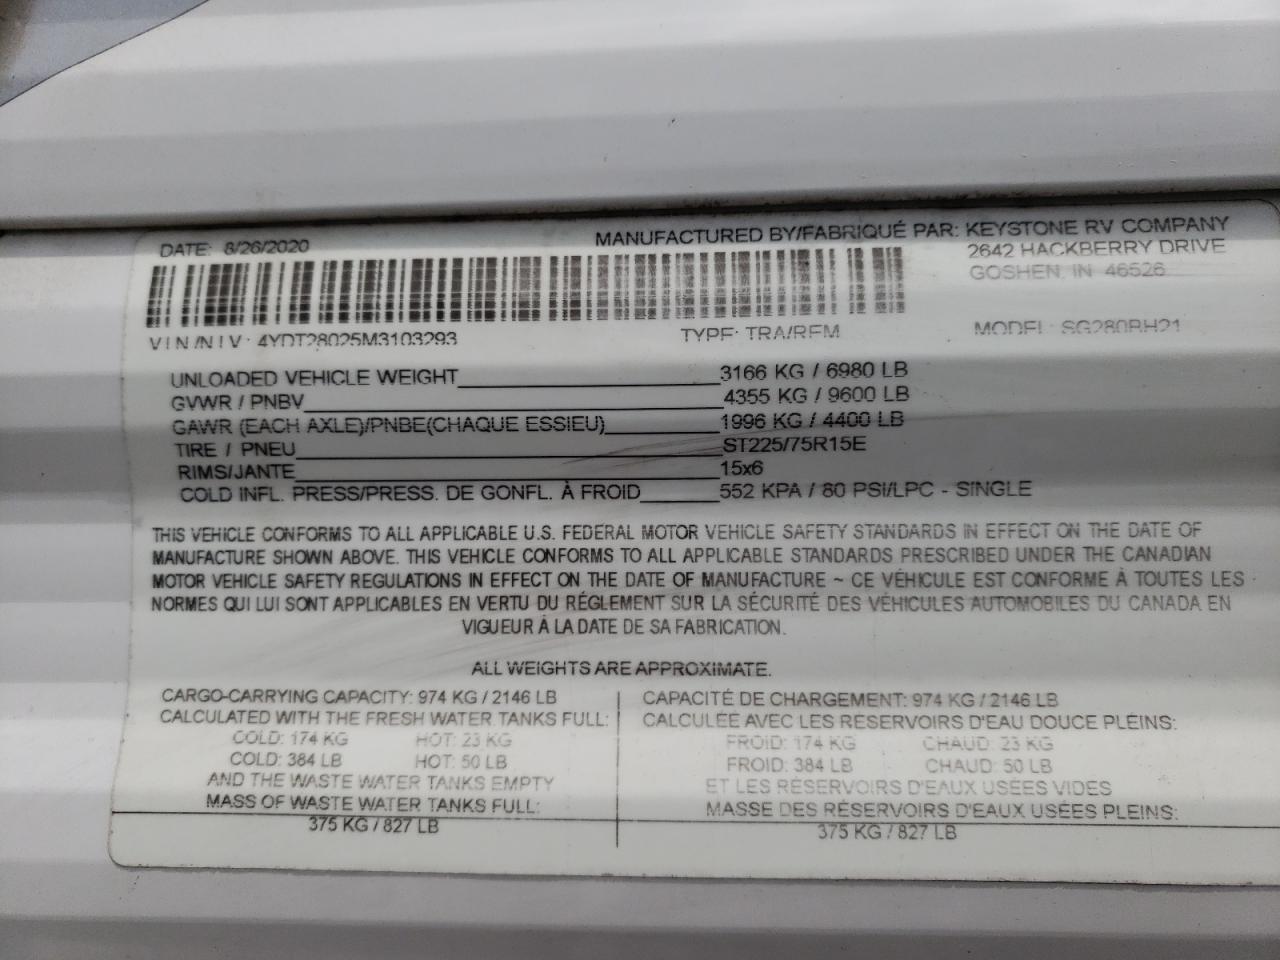 DATE: 8/26/2020
MANUFACTURED BY/FABRIQUÉ PAR: KEYSTONE RV COMPANY
2642 HACKBERRY DRIVE
GOSHEN, IN 46526
VIN/NIV: 4YDT28025M3103293
TYPE: TRA/REM
MODEL: SG280BH21
UNLOADED VEHICLE WEIGHT 3166 KG / 6980 LB
GVWR / PNBV 4355 KG / 9600 LB
GAWR (EACH AXLE)/PNBE(CHAQUE ESSIEU) 1996 KG / 4400 LB
TIRE / PNEU ST225/75R15E
RIMS/JANTE 15x6
COLD INFL. PRESS/PRESS. DE GONFL. À FROID 552 KPA / 80 PSI/LPC - SINGLE
THIS VEHICLE CONFORMS TO ALL APPLICABLE U.S. FEDERAL MOTOR VEHICLE SAFETY STANDARDS IN EFFECT ON THE DATE OF
MANUFACTURE SHOWN ABOVE. THIS VEHICLE CONFORMS TO ALL APPLICABLE STANDARDS PRESCRIBED UNDER THE CANADIAN
MOTOR VEHICLE SAFETY REGULATIONS IN EFFECT ON THE DATE OF MANUFACTURE ~ CE VÉHICULE EST CONFORME À TOUTES LES
NORMES QUI LUI SONT APPLICABLES EN VERTU DU RÉGLEMENT SUR LA SÉCURITÉ DES VÉHICULES AUTOMOBILES DU CANADA EN
VIGUEUR À LA DATE DE SA FABRICATION.
ALL WEIGHTS ARE APPROXIMATE.
CARGO-CARRYING CAPACITY: 974 KG / 2146 LB
CALCULATED WITH THE FRESH WATER TANKS FULL:
COLD: 174 KG HOT: 23 KG
COLD: 384 LB HOT: 50 LB
AND THE WASTE WATER TANKS EMPTY
MASS OF WASTE WATER TANKS FULL:
375 KG / 827 LB
CAPACITÉ DE CHARGEMENT: 974 KG / 2146 LB
CALCULÉE AVEC LES RÉSERVOIRS D'EAU DOUCE PLEINS:
FROID: 174 KG CHAUD: 23 KG
FROID: 384 LB CHAUD: 50 LB
ET LES RÉSERVOIRS D'EAUX USÉES VIDES
MASSE DES RÉSERVOIRS D'EAUX USÉES PLEINS:
375 KG / 827 LB